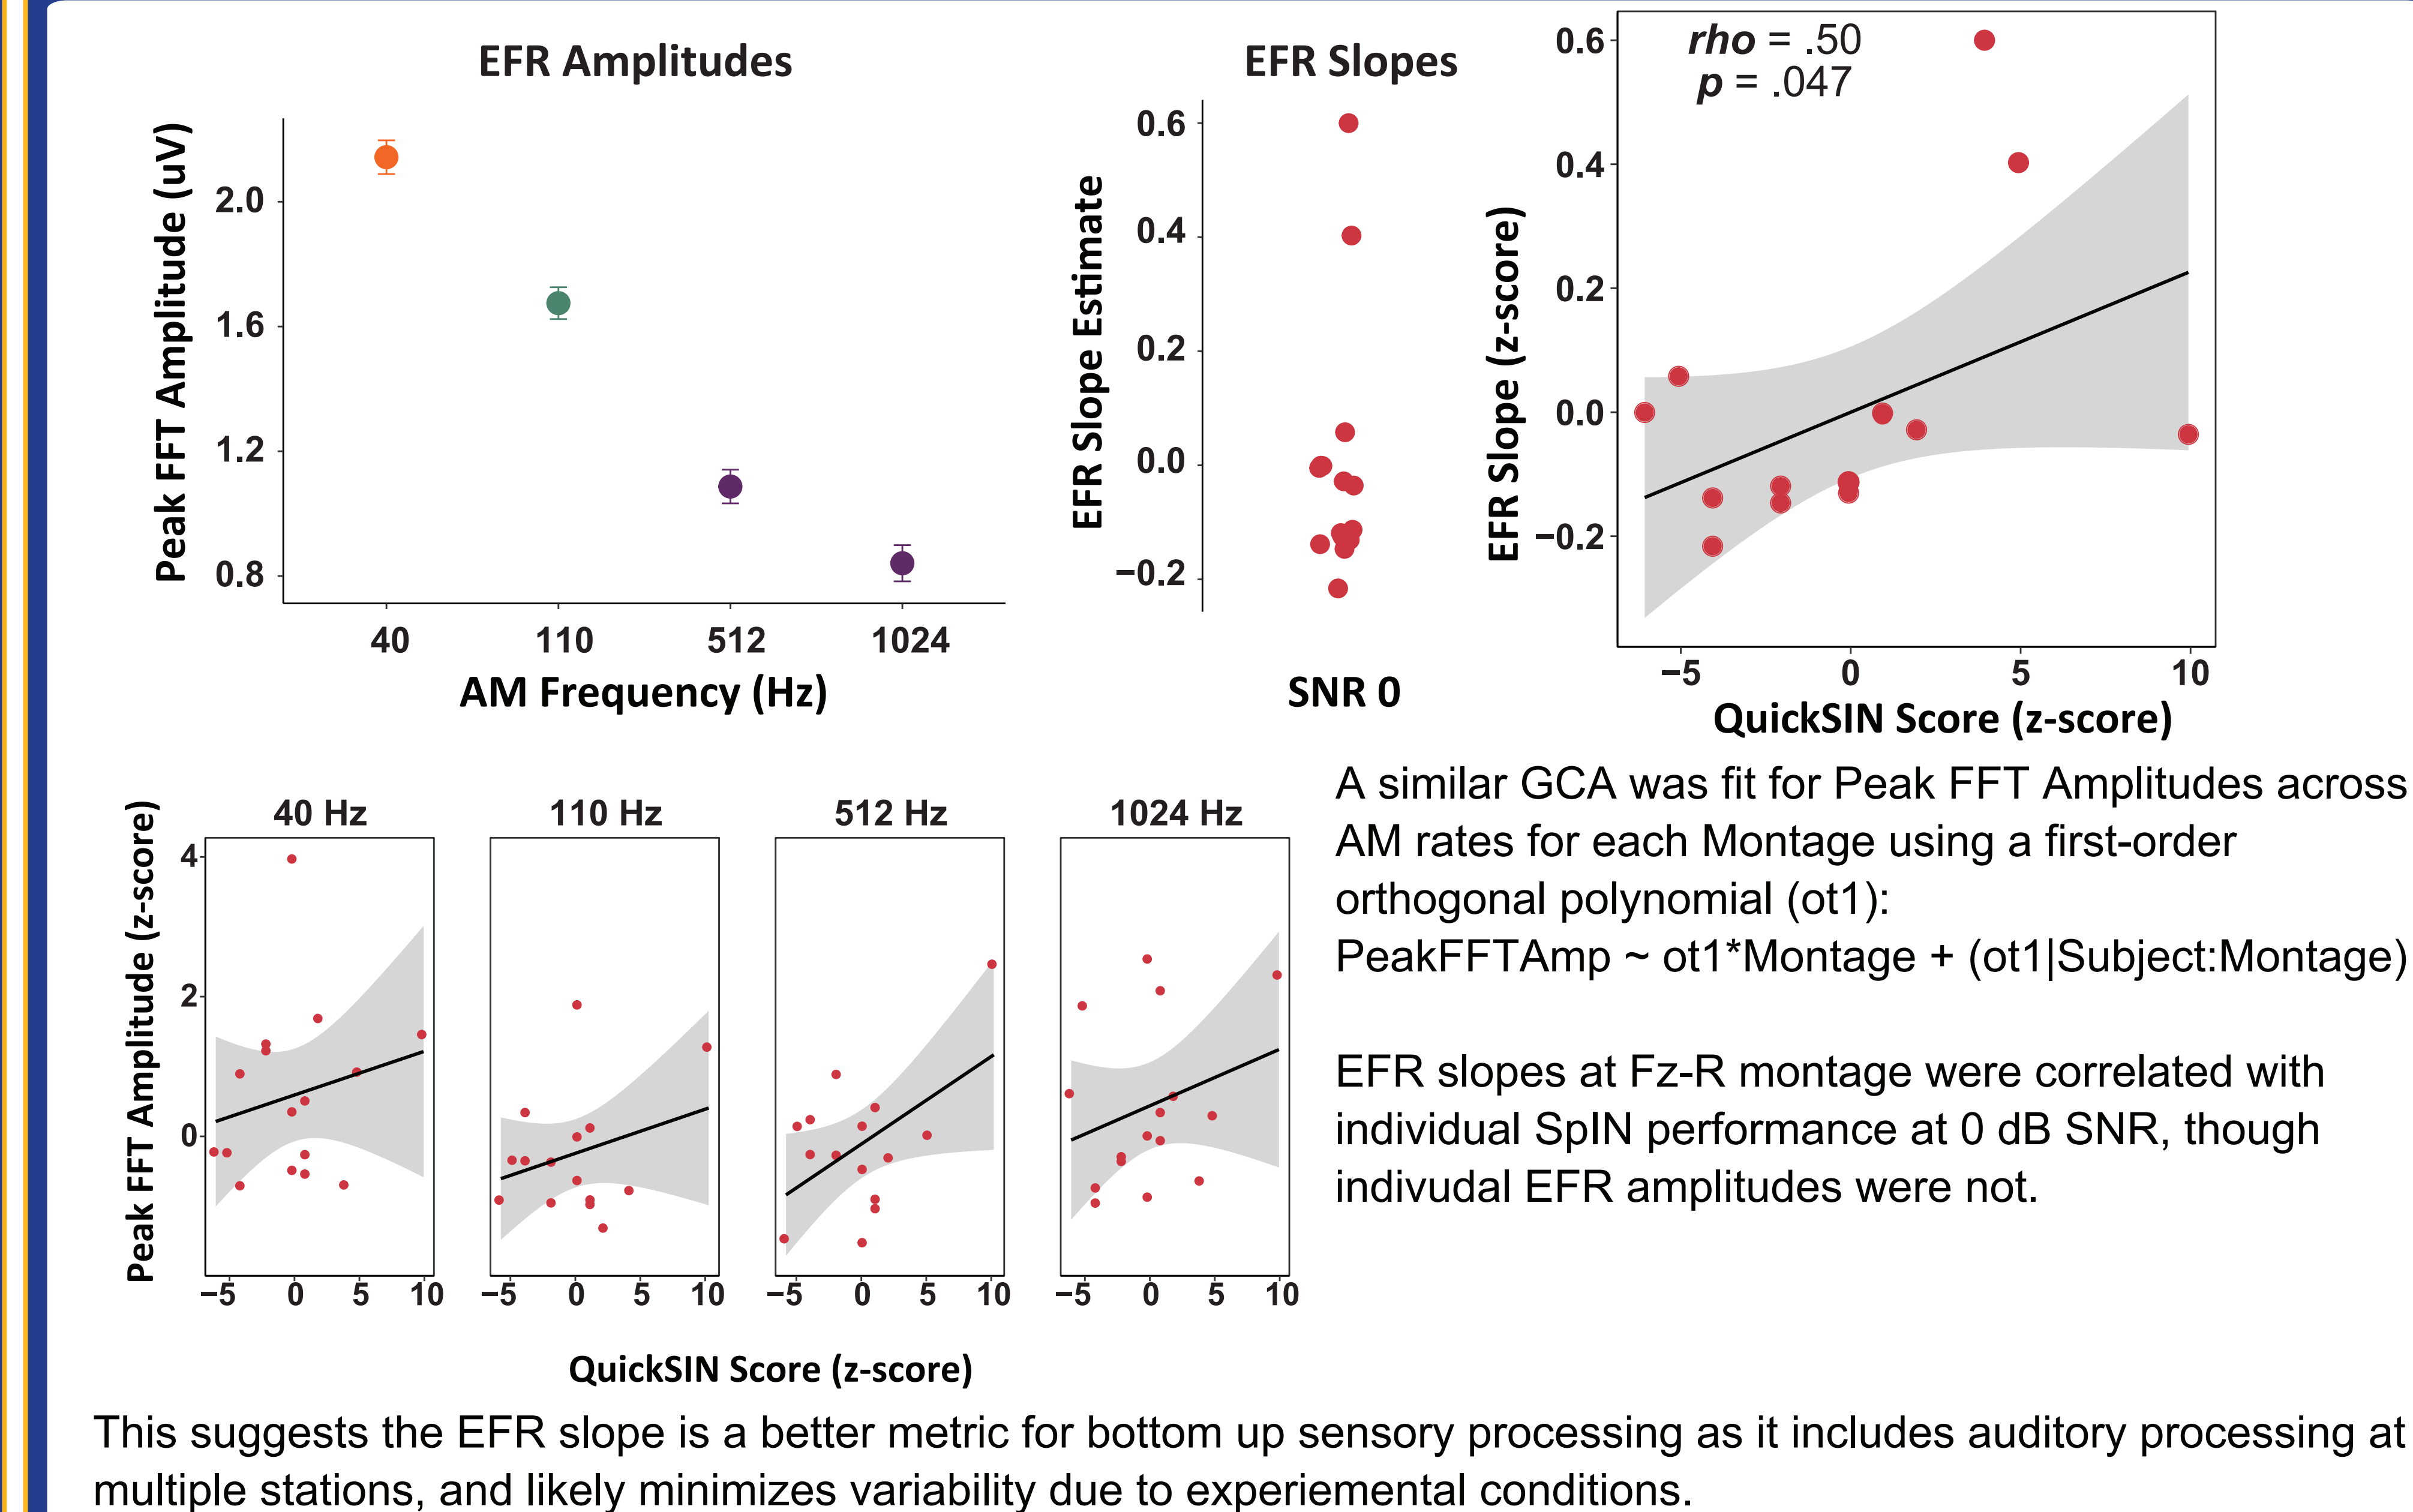 EFR Amplitudes
Peak FFT Amplitude (uV)
2.0
1.6
1.2
0.8
40 110 512 1024
AM Frequency (Hz)
EFR Slopes
EFR Slope Estimate
0.6
0.4
0.2
0.0
−0.2
SNR 0
rho = .50
p = .047
EFR Slope (z-score)
0.6
0.4
0.2
0.0
−0.2
−5 0 5 10
QuickSIN Score (z-score)
Peak FFT Amplitude (z-score)
40 Hz 110 Hz 512 Hz 1024 Hz
4
2
0
−5 0 5 10 −5 0 5 10 −5 0 5 10 −5 0 5 10
QuickSIN Score (z-score)
A similar GCA was fit for Peak FFT Amplitudes across
AM rates for each Montage using a first-order
orthogonal polynomial (ot1):
PeakFFTAmp ~ ot1*Montage + (ot1|Subject:Montage)
EFR slopes at Fz-R montage were correlated with
individual SpIN performance at 0 dB SNR, though
indivudal EFR amplitudes were not.
This suggests the EFR slope is a better metric for bottom up sensory processing as it includes auditory processing at
multiple stations, and likely minimizes variability due to experiemental conditions.